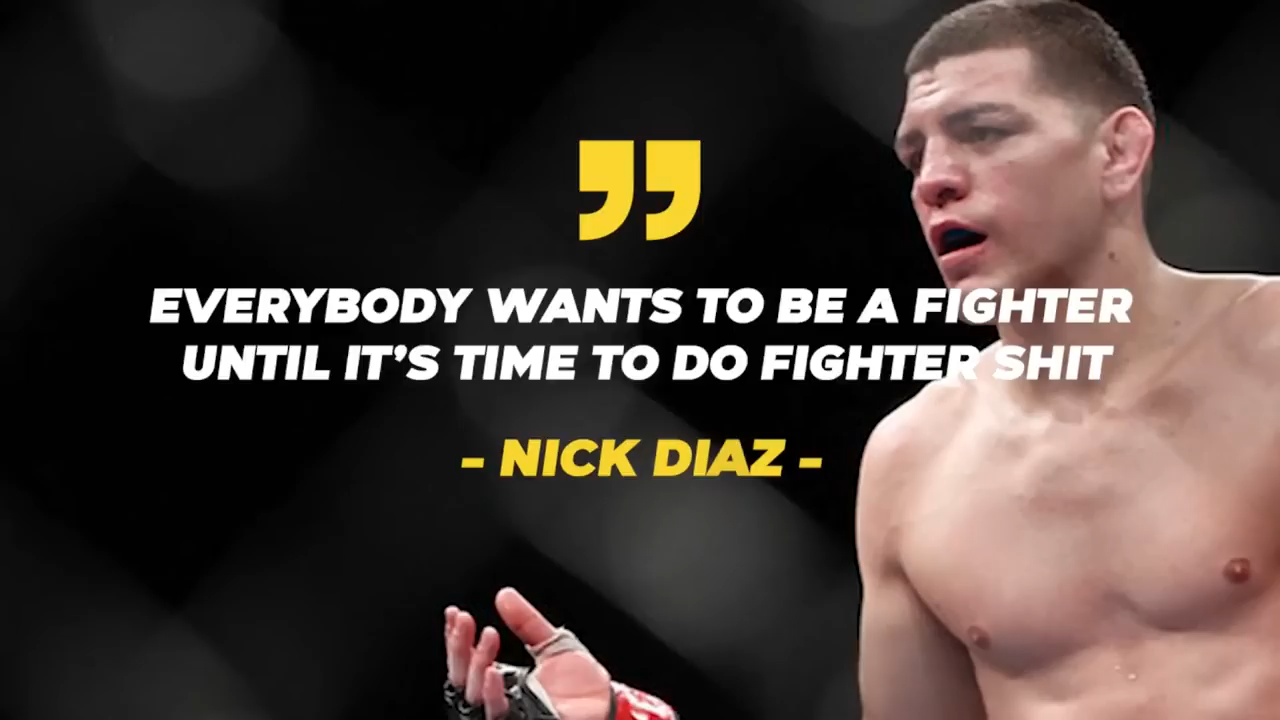 ”
EVERYBODY WANTS TO BE A FIGHTER
UNTIL IT’S TIME TO DO FIGHTER SHIT
- NICK DIAZ -